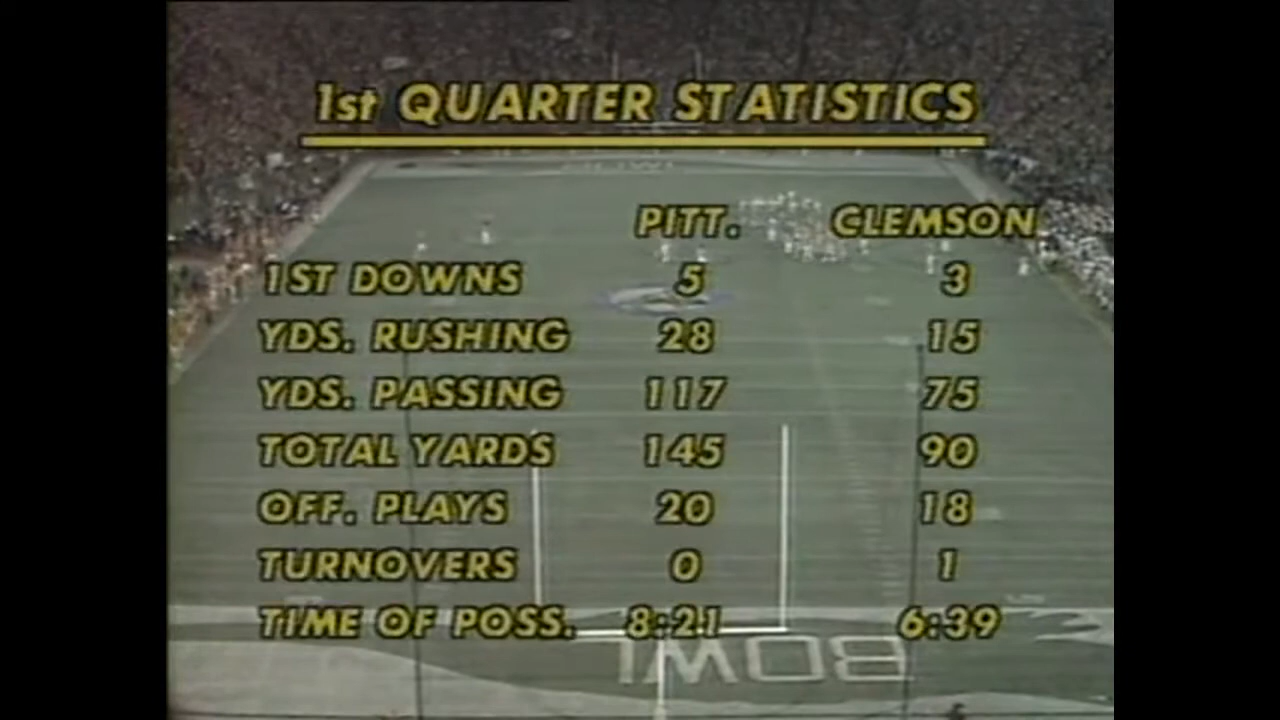 1st QUARTER STATISTICS
PITT. CLEMSON
1ST DOWNS 5 3
YDS. RUSHING 28 15
YDS. PASSING 117 75
TOTAL YARDS 145 90
OFF. PLAYS 20 18
TURNOVERS 0 1
TIME OF POSS. 8:21 6:39
BOWL